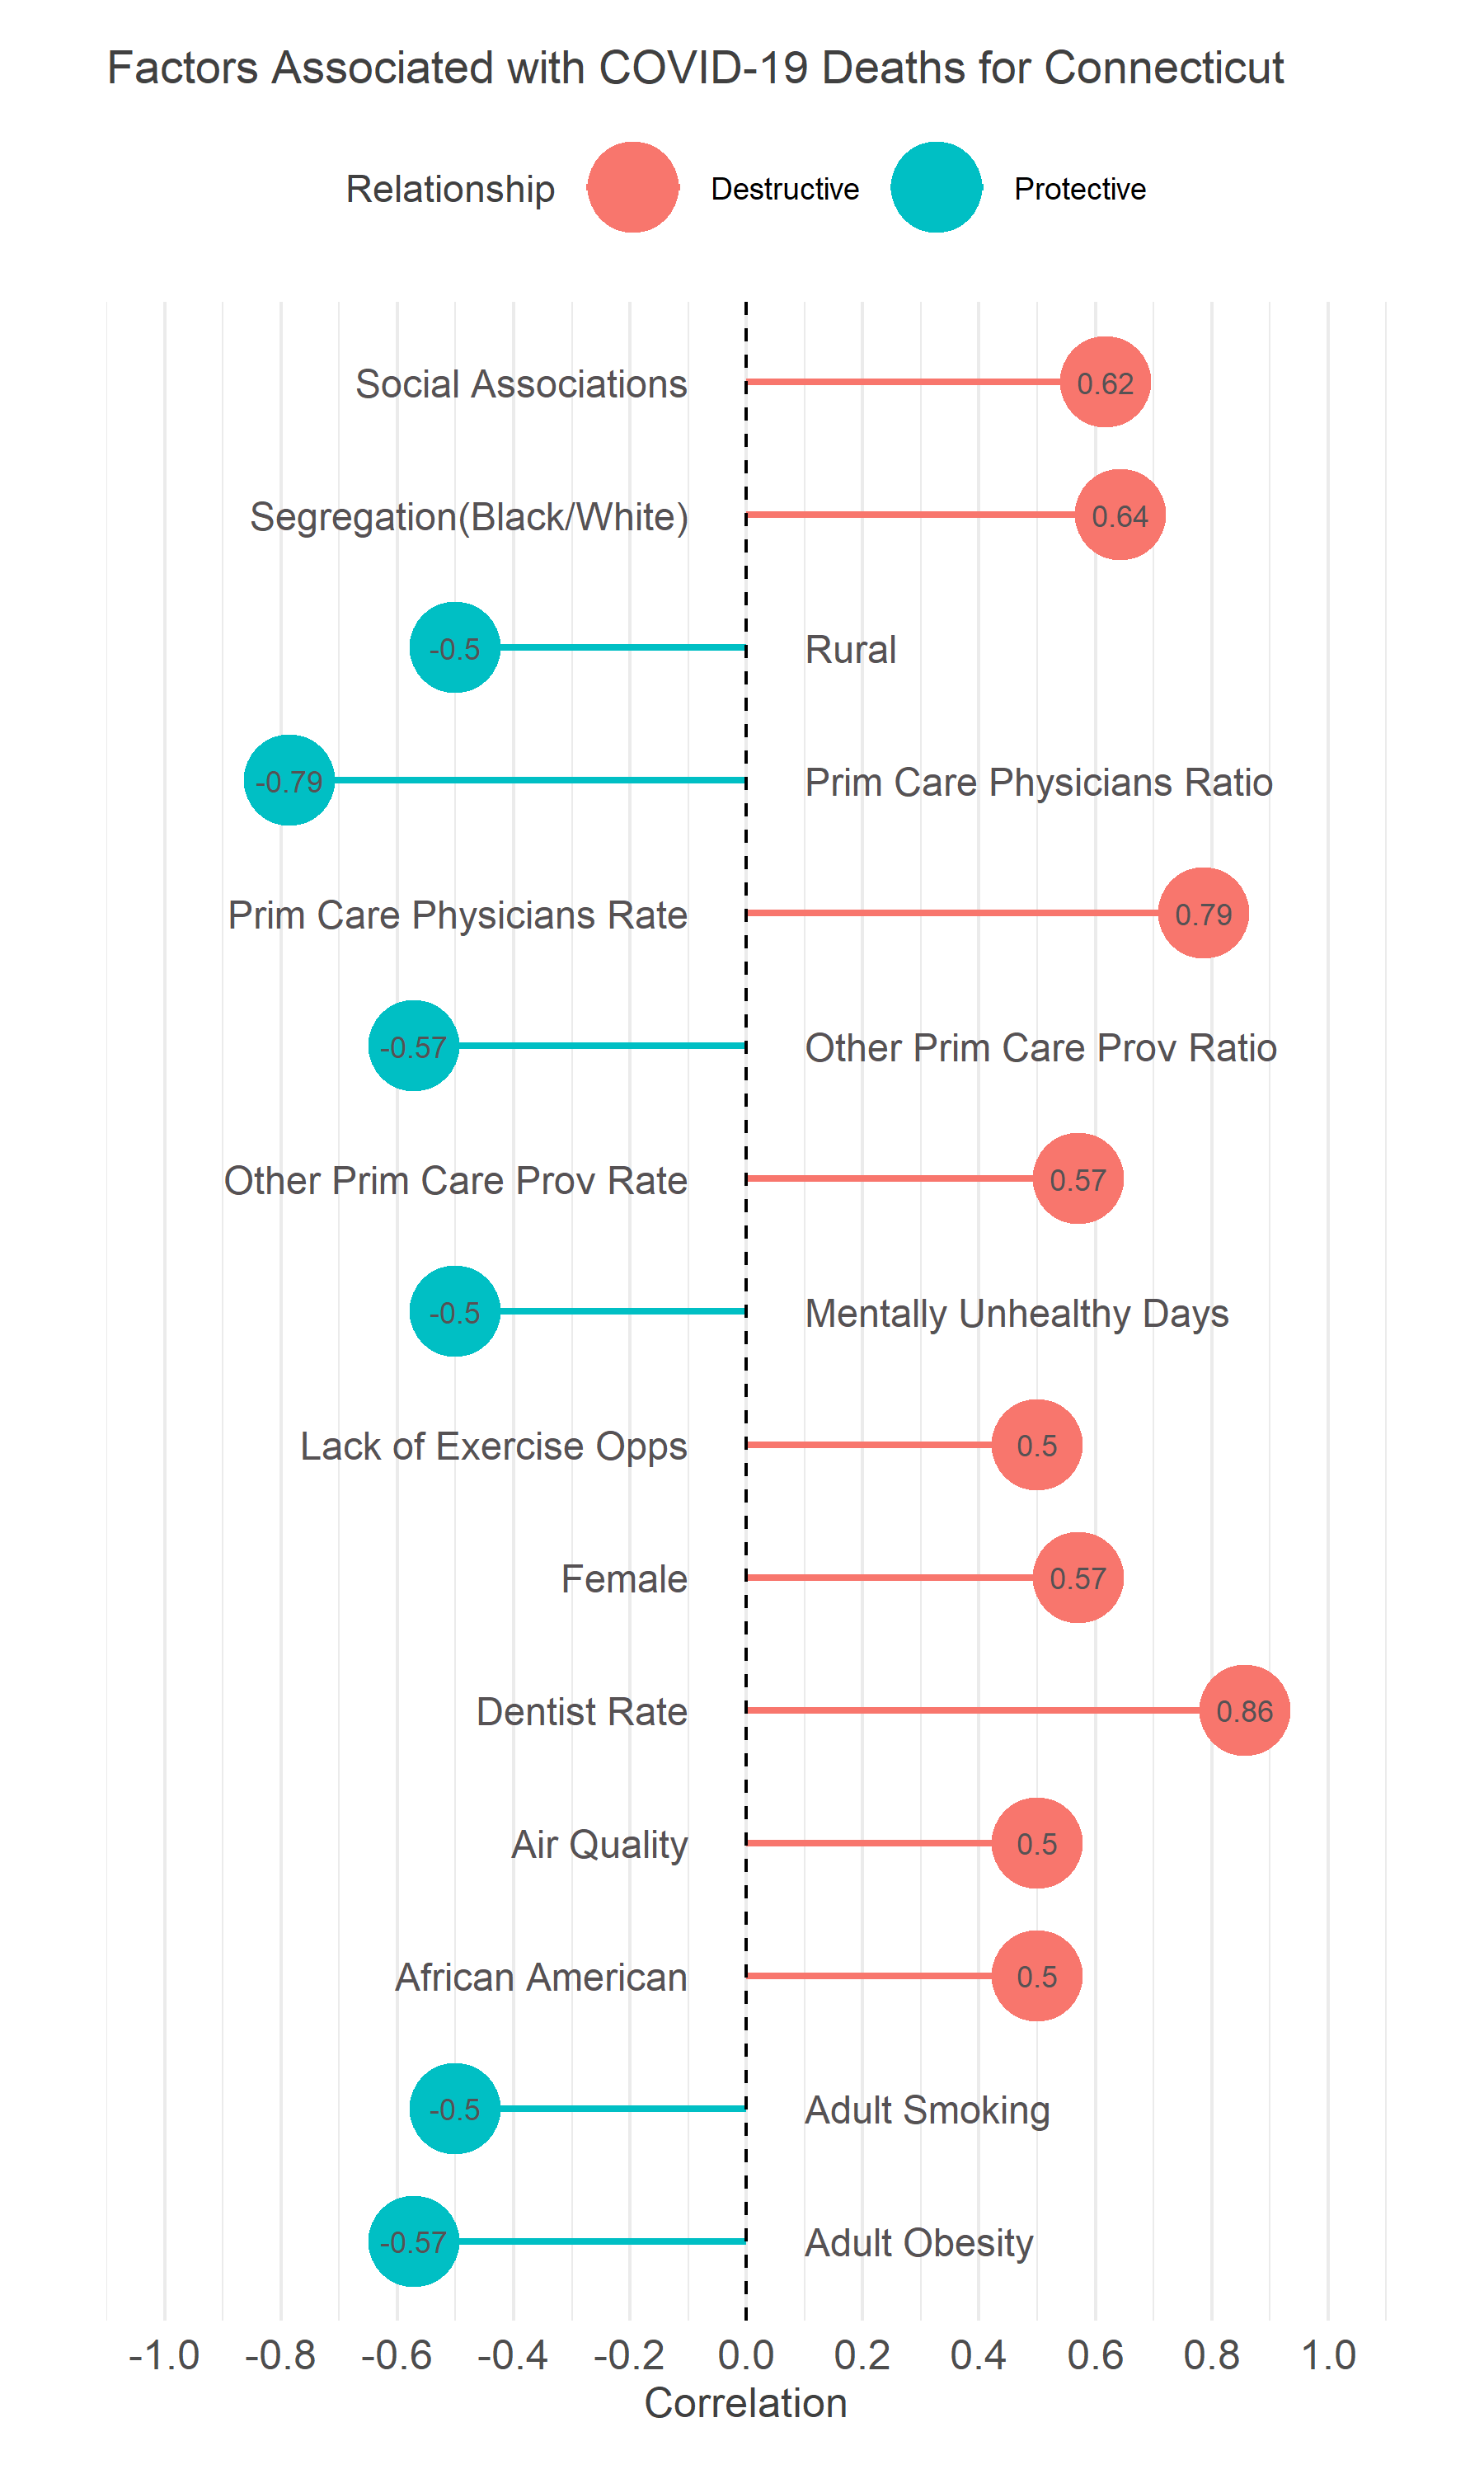 Factors Associated with COVID-19 Deaths for Connecticut
Relationship Destructive Protective
Social Associations 0.62
Segregation(Black/White) 0.64
-0.5 Rural
-0.79 Prim Care Physicians Ratio
Prim Care Physicians Rate 0.79
-0.57 Other Prim Care Prov Ratio
Other Prim Care Prov Rate 0.57
-0.5 Mentally Unhealthy Days
Lack of Exercise Opps 0.5
Female 0.57
Dentist Rate 0.86
Air Quality 0.5
African American 0.5
-0.5 Adult Smoking
-0.57 Adult Obesity
-1.0 -0.8 -0.6 -0.4 -0.2 0.0 0.2 0.4 0.6 0.8 1.0
Correlation